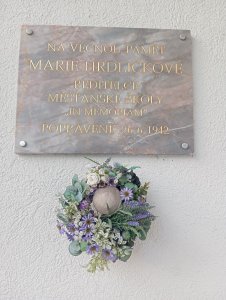 NA VĚČNOU PAMĚŤ
MARIE HRDLIČKOVÉ
ŘEDITELCE
MĚŠŤANSKÉ ŠKOLY
"IN MEMORIAM"
POPRAVENÉ 26.6.1942